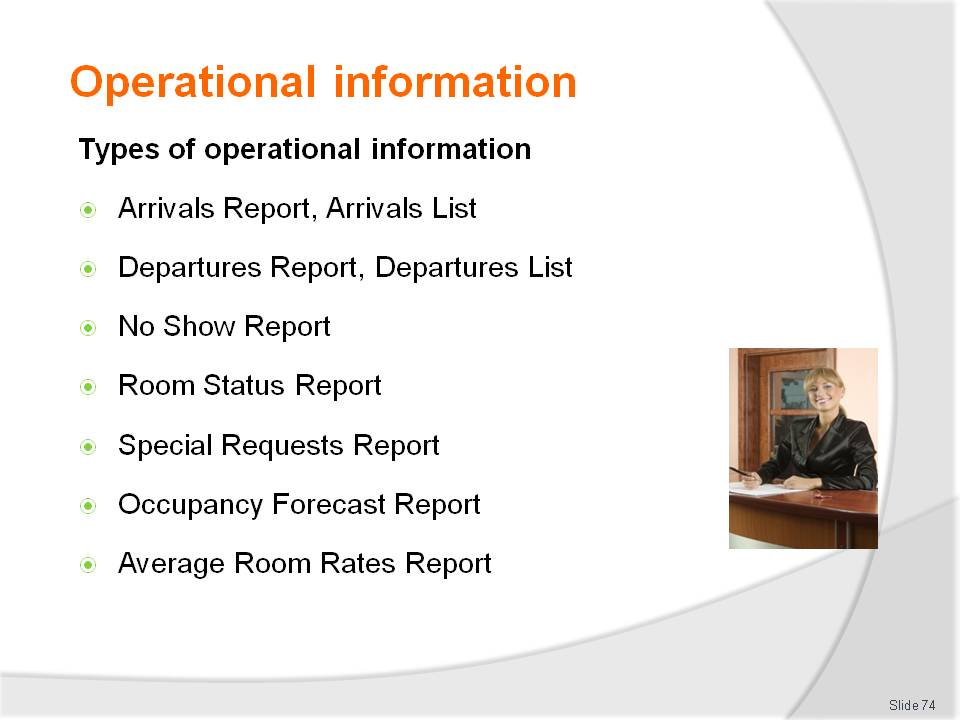 Operational information
Types of operational information
Arrivals Report, Arrivals List
Departures Report, Departures List
No Show Report
Room Status Report
Special Requests Report
Occupancy Forecast Report
Average Room Rates Report
Slide 74